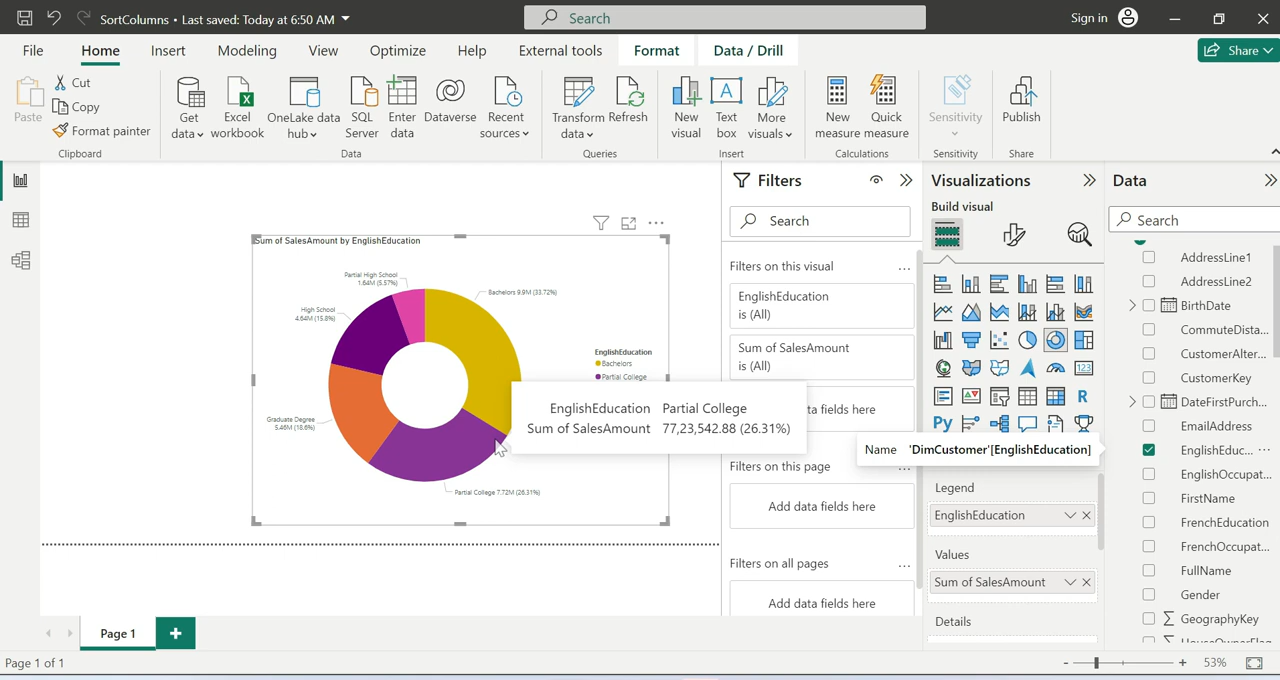 SortColumns • Last saved: Today at 6:50 AM
Search
Sign in
File Home Insert Modeling View Optimize Help External tools Format Data / Drill
Share
Paste
Cut
Copy
Format painter
Clipboard
Get data
Excel workbook
OneLake data hub
SQL Server
Enter data
Dataverse
Recent sources
Data
Transform data
Refresh
Queries
New visual
Text box
More visuals
Insert
New measure
Quick measure
Calculations
Sensitivity
Sensitivity
Publish
Share
Sum of SalesAmount by EnglishEducation
Partial High School
1.64M (5.57%)
Bachelors 9.9M (33.72%)
High School
4.64M (15.8%)
Graduate Degree
5.46M (18.6%)
Partial College 7.72M (26.31%)
EnglishEducation
Bachelors
Partial College
EnglishEducation Partial College
Sum of SalesAmount 77,23,542.88 (26.31%)
Filters
Search
Filters on this visual ...
EnglishEducation
is (All)
Sum of SalesAmount
is (All)
ta fields here
Filters on this page ...
Add data fields here
Filters on all pages ...
Add data fields here
Visualizations
Build visual
123
R
Py
Name 'DimCustomer'[EnglishEducation]
Legend
EnglishEducation
Values
Sum of SalesAmount
Details
Data
Search
AddressLine1
AddressLine2
BirthDate
CommuteDista...
CustomerAlter...
CustomerKey
DateFirstPurch...
EmailAddress
EnglishEduc... ...
EnglishOccupat...
FirstName
FrenchEducation
FrenchOccupat...
FullName
Gender
GeographyKey
HouseOwnerFlag
Page 1
Page 1 of 1
- + 53%